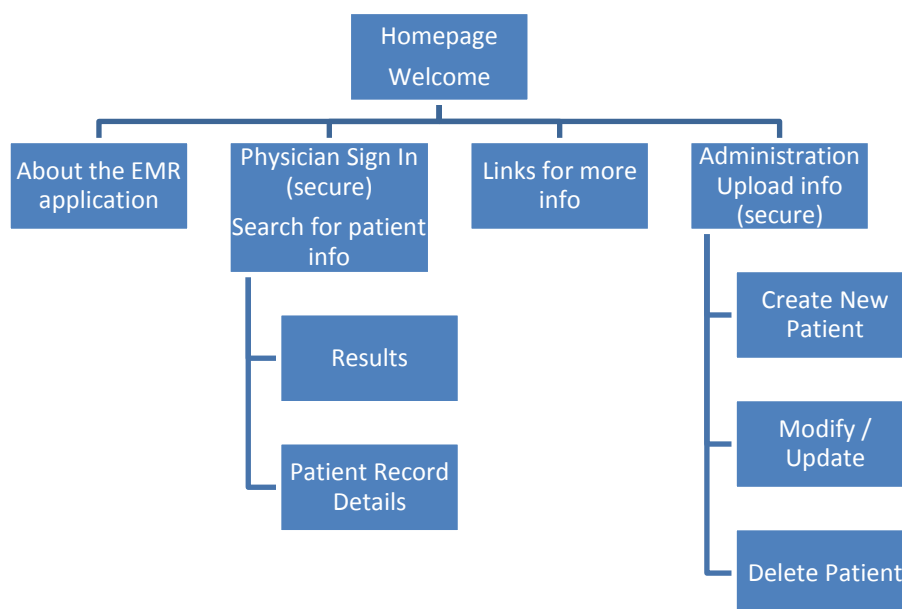 Homepage
Welcome
About the EMR
application
Physician Sign In
(secure)
Search for patient
info
Links for more
info
Administration
Upload info
(secure)
Results
Patient Record
Details
Create New
Patient
Modify /
Update
Delete Patient